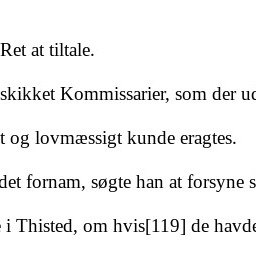 Ret at tiltale.
skikket Kommissarier, som der
t og lovmæssigt kunde eragtes.
det fornam, søgte han at forsyne s
i Thisted, om hvis[119] de havde